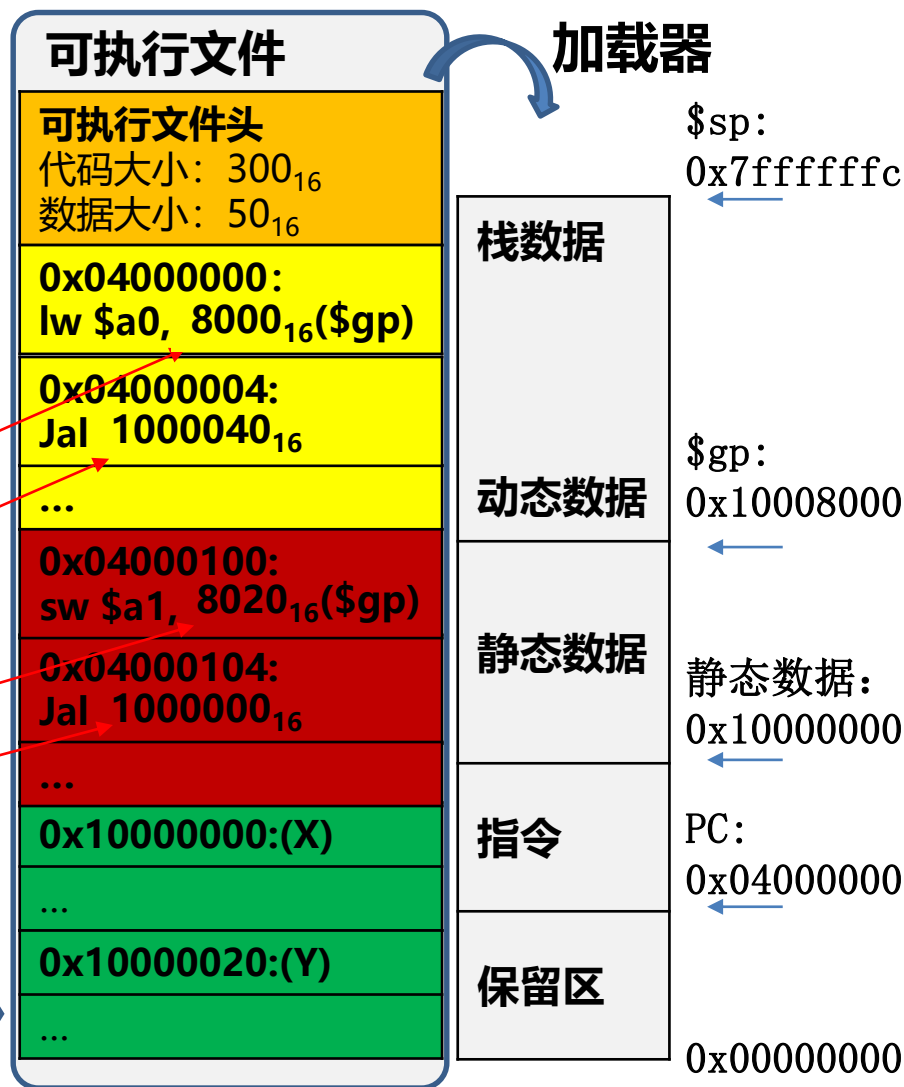 可执行文件
可执行文件头
代码大小：300₁₆
数据大小：50₁₆
0x04000000：
lw $a0, 8000₁₆($gp)
0x04000004:
Jal 1000040₁₆
...
0x04000100:
sw $a1, 8020₁₆($gp)
0x04000104:
Jal 1000000₁₆
...
0x10000000:(X)
...
0x10000020:(Y)
...
加载器
栈数据
动态数据
静态数据
指令
保留区
$sp:
0x7ffffffc
$gp:
0x10008000
静态数据：
0x10000000
PC:
0x04000000
0x00000000